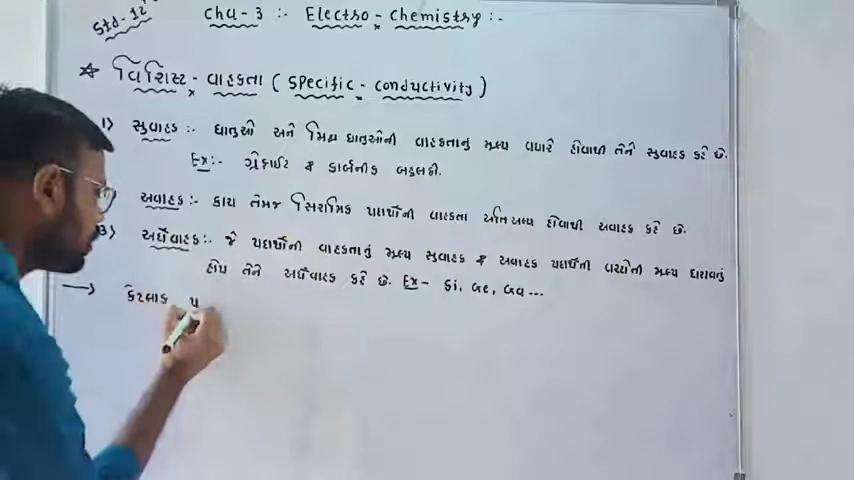 Std-12
Cha-3 :- Electro-Chemistry :-
☆ વિશિષ્ટ-વાહકતા (Specific-conductivity)
1) સુવાહક :- ધાતુઓ અને મિશ્ર ધાતુઓની વાહકતાનું મૂલ્ય વધારે હોવાથી તેને સુવાહક કહે છે.
Ex:- ગ્રેફાઈટ & કાર્બનીક બહુલકો.
અવાહક :- કાચ તેમજ સિરામિક પદાર્થોની વાહકતા અતિઅલ્પ હોવાથી અવાહક કહે છે.
3) અર્ધવાહક :- જે પદાર્થોની વાહકતાનું મૂલ્ય સુવાહક & અવાહક પદાર્થની વચ્ચેની મૂલ્ય ધરાવતું
હોય તેને અર્ધવાહક કહે છે. Ex- Si, Ge, Ga...
→ કેટલાક પ